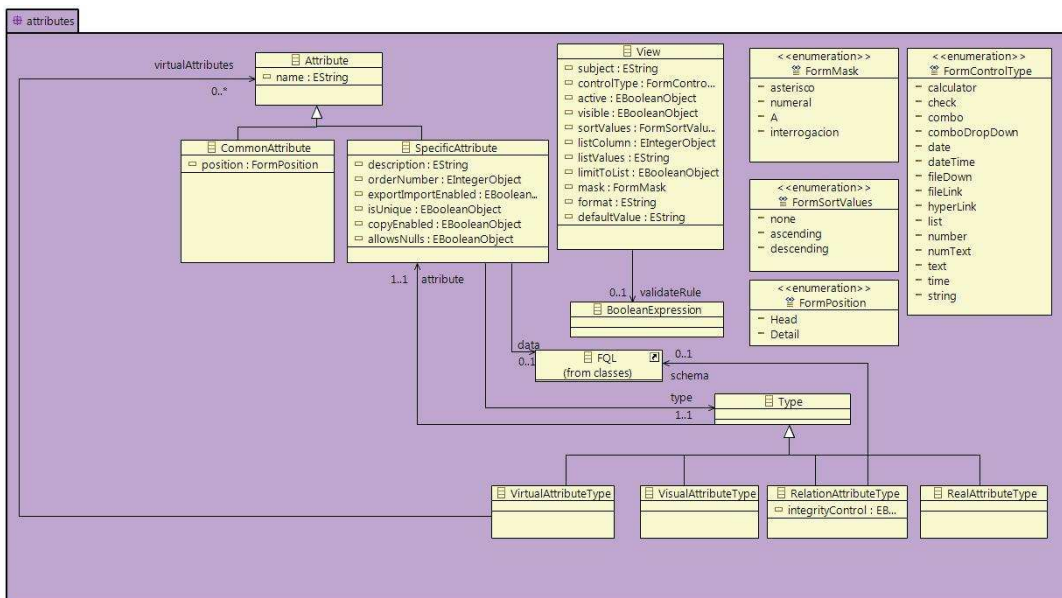 attributes
virtualAttributes
0..*
Attribute
name : EString
CommonAttribute
position : FormPosition
SpecificAttribute
description : EString
orderNumber : EIntegerObject
exportImportEnabled : EBoolean...
isUnique : EBooleanObject
copyEnabled : EBooleanObject
allowsNulls : EBooleanObject
1..1 attribute
View
subject : EString
controlType : FormContro...
active : EBooleanObject
visible : EBooleanObject
sortValues : FormSortValu...
listColumn : EIntegerObject
listValues : EString
limitToList : EBooleanObject
mask : FormMask
format : EString
defaultValue : EString
0..1 validateRule
BooleanExpression
<<enumeration>>
FormMask
asterisco
numeral
A
interrogacion
<<enumeration>>
FormSortValues
none
ascending
descending
<<enumeration>>
FormPosition
Head
Detail
<<enumeration>>
FormControlType
calculator
check
combo
comboDropDown
date
dateTime
fileDown
fileLink
hyperLink
list
number
numText
text
time
string
data
0..1
FQL
(from classes)
0..1
schema
type
1..1
Type
VirtualAttributeType
VisualAttributeType
RelationAttributeType
integrityControl : EB...
RealAttributeType